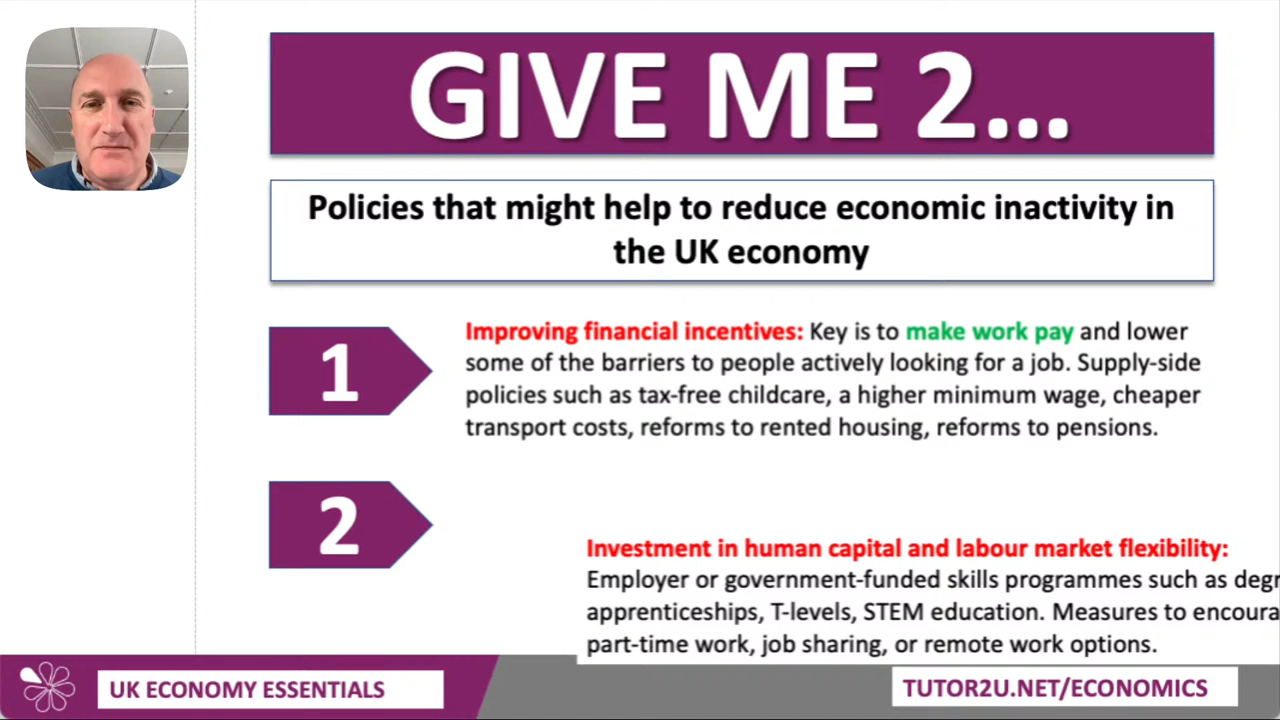 GIVE ME 2...
Policies that might help to reduce economic inactivity in
the UK economy
1
Improving financial incentives: Key is to make work pay and lower
some of the barriers to people actively looking for a job. Supply-side
policies such as tax-free childcare, a higher minimum wage, cheaper
transport costs, reforms to rented housing, reforms to pensions.
2
Investment in human capital and labour market flexibility:
Employer or government-funded skills programmes such as
apprenticeships, T-levels, STEM education. Measures to
part-time work, job sharing, or remote work options.
UK ECONOMY ESSENTIALS
TUTOR2U.NET/ECONOMICS